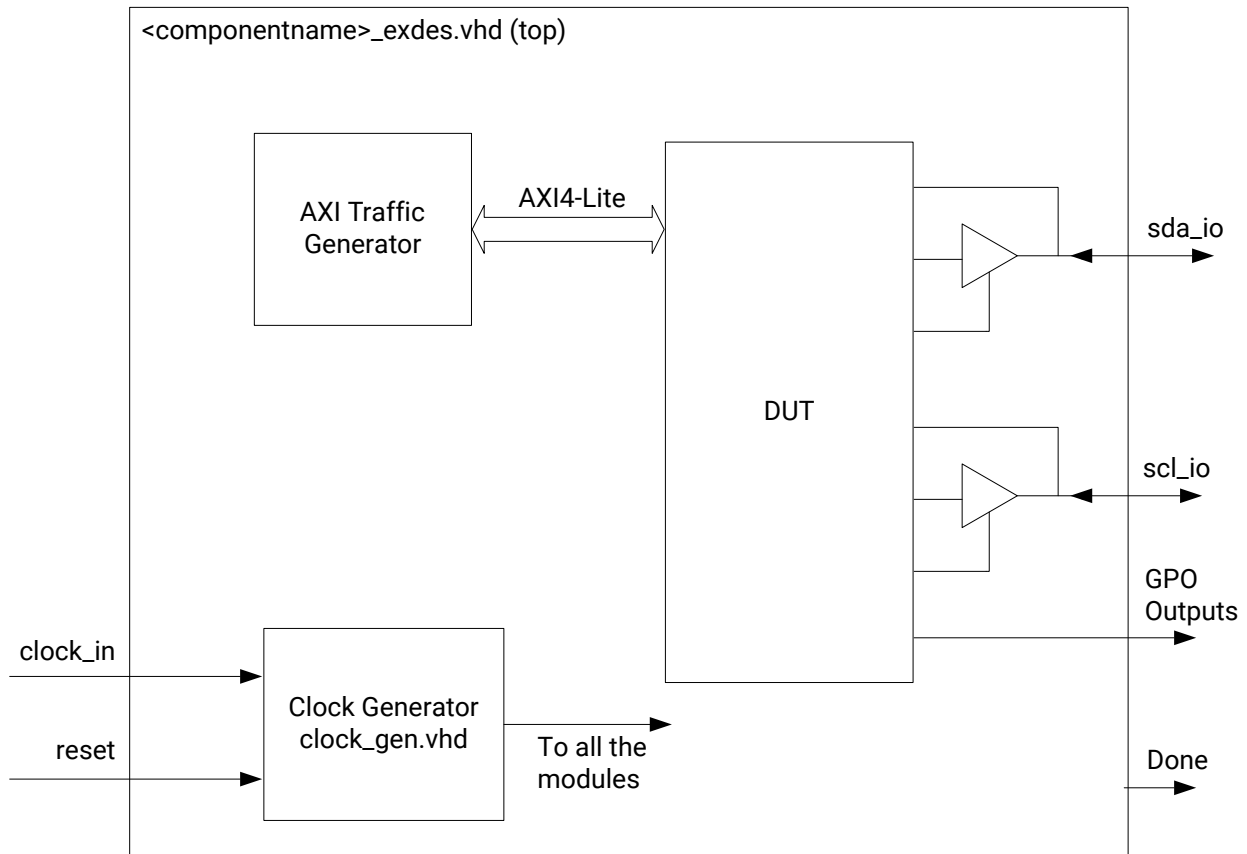 <componentname>_exdes.vhd (top)
AXI Traffic
Generator
AXI4-Lite
DUT
sda_io
scl_io
GPO
Outputs
clock_in
reset
Clock Generator
clock_gen.vhd
To all the
modules
Done